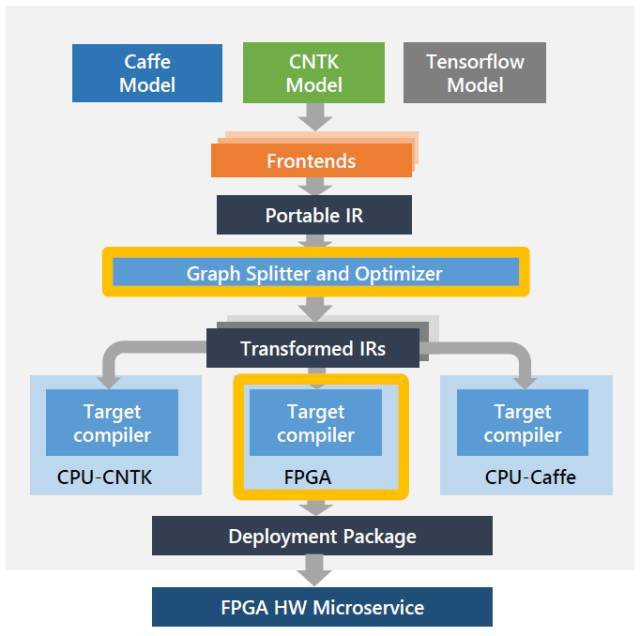 Caffe
Model
CNTK
Model
Tensorflow
Model
Frontends
Portable IR
Graph Splitter and Optimizer
Transformed IRs
Target
compiler
CPU-CNTK
Target
compiler
FPGA
Target
compiler
CPU-Caffe
Deployment Package
FPGA HW Microservice